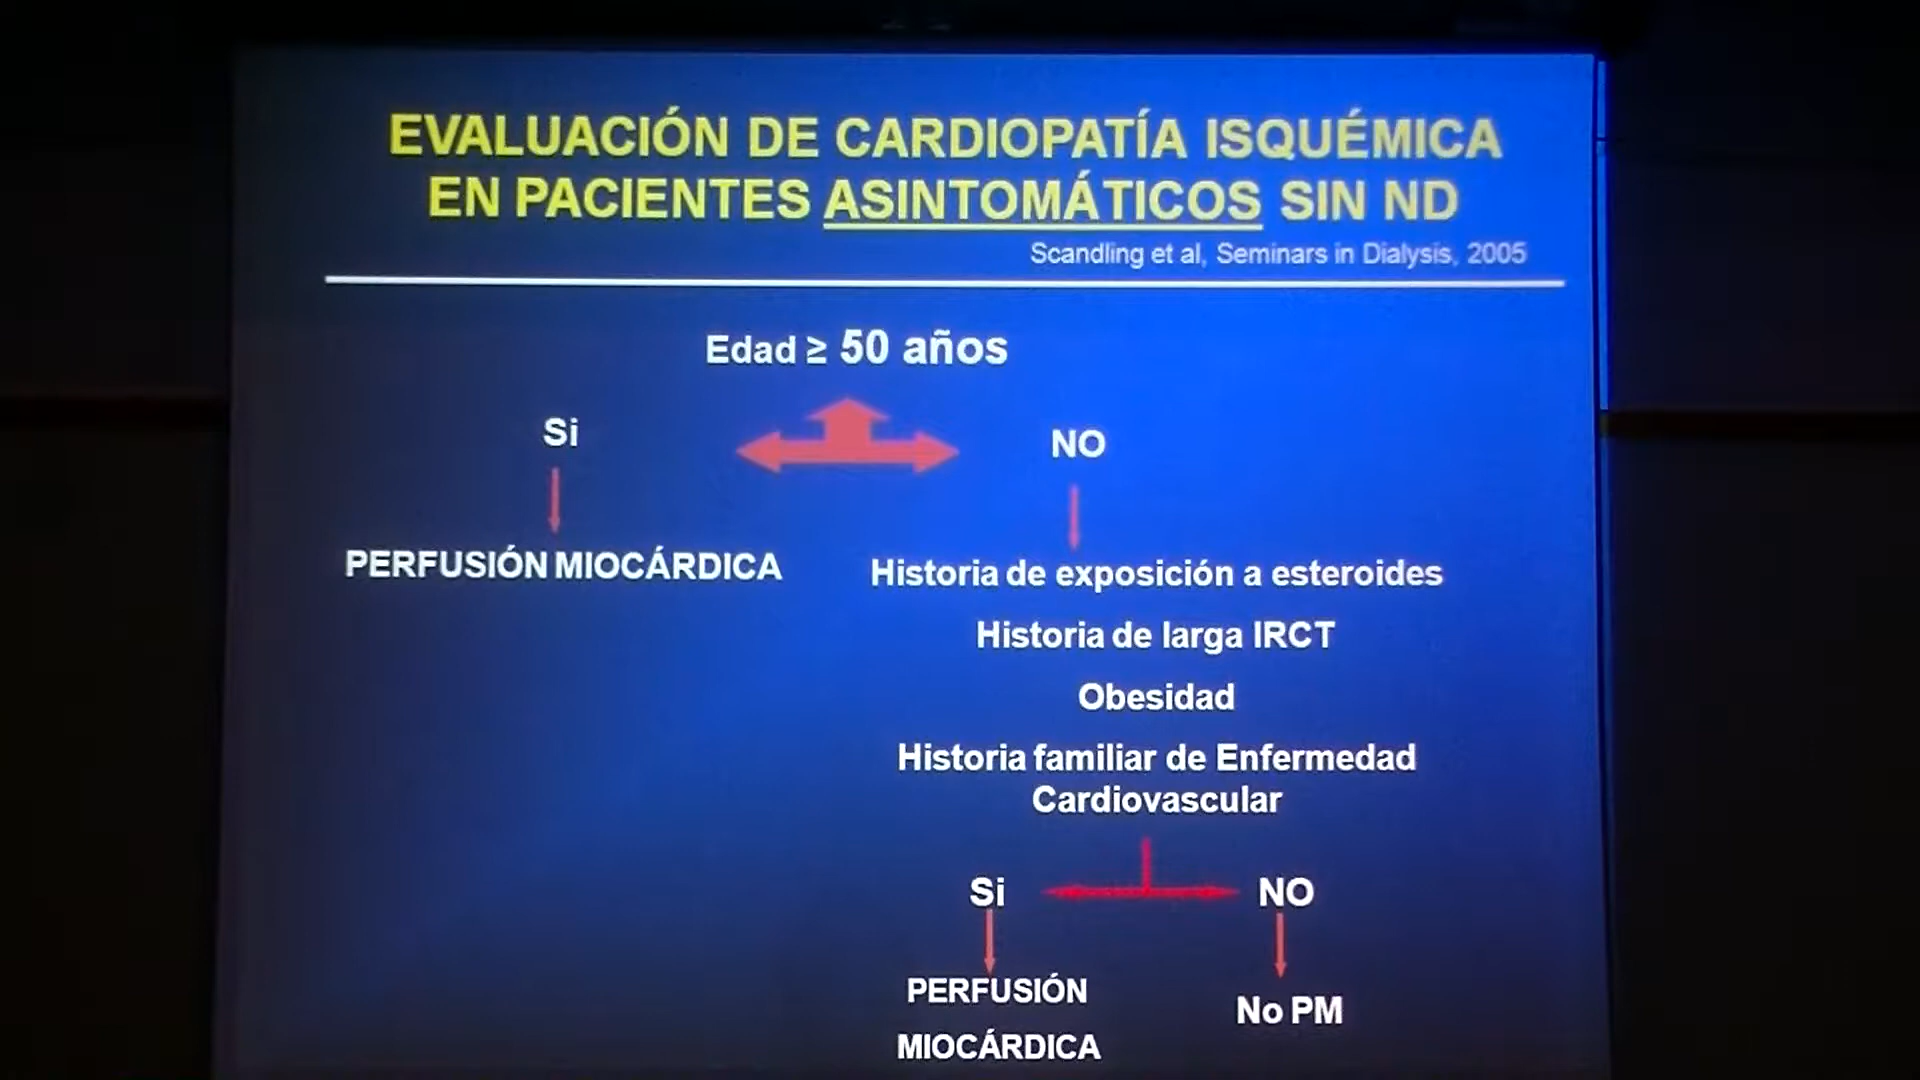 EVALUACIÓN DE CARDIOPATÍA ISQUÉMICA
EN PACIENTES ASINTOMÁTICOS SIN ND
Scandling et al, Seminars in Dialysis, 2005
Edad ≥ 50 años
Si
NO
PERFUSIÓN MIOCÁRDICA
Historia de exposición a esteroides
Historia de larga IRCT
Obesidad
Historia familiar de Enfermedad
Cardiovascular
Si
NO
PERFUSIÓN
MIOCÁRDICA
No PM